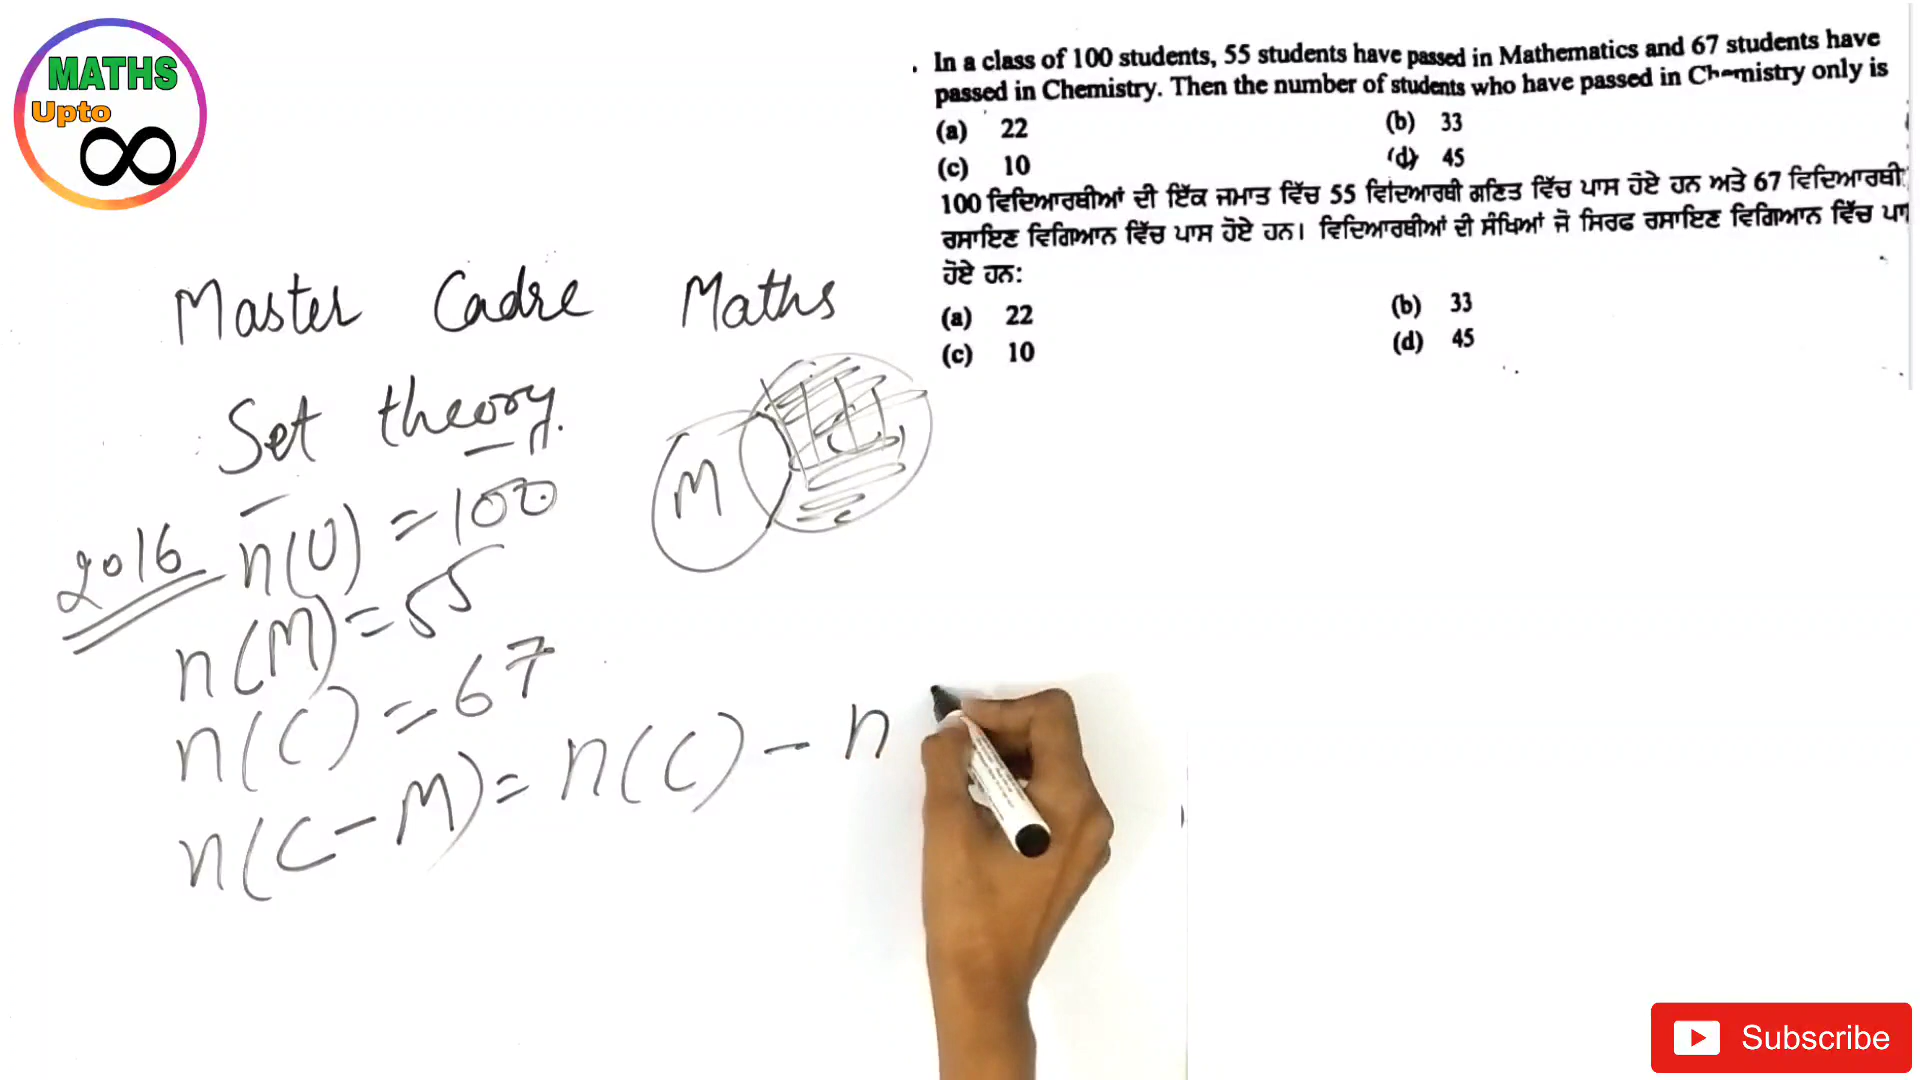 MATHS
Upto
∞
In a class of 100 students, 55 students have passed in Mathematics and 67 students have
passed in Chemistry. Then the number of students who have passed in Chemistry only is
(a) 22 (b) 33
(c) 10 (d) 45
100 ਵਿਦਿਆਰਥੀਆਂ ਦੀ ਇੱਕ ਜਮਾਤ ਵਿੱਚ 55 ਵਿਦਿਆਰਥੀ ਗਣਿਤ ਵਿੱਚ ਪਾਸ ਹੋਏ ਹਨ ਅਤੇ 67 ਵਿਦਿਆਰਥੀ
ਰਸਾਇਣ ਵਿਗਿਆਨ ਵਿੱਚ ਪਾਸ ਹੋਏ ਹਨ। ਵਿਦਿਆਰਥੀਆਂ ਦੀ ਸੰਖਿਆਂ ਜੋ ਸਿਰਫ ਰਸਾਇਣ ਵਿਗਿਆਨ ਵਿੱਚ ਪਾ
ਹੋਏ ਹਨ:
(a) 22 (b) 33
(c) 10 (d) 45
Master Cadre Maths
Set theory.
M C
2016
n(U) = 100
n(M) = 55
n(C) = 67
n(C-M) = n(C) - n
Subscribe